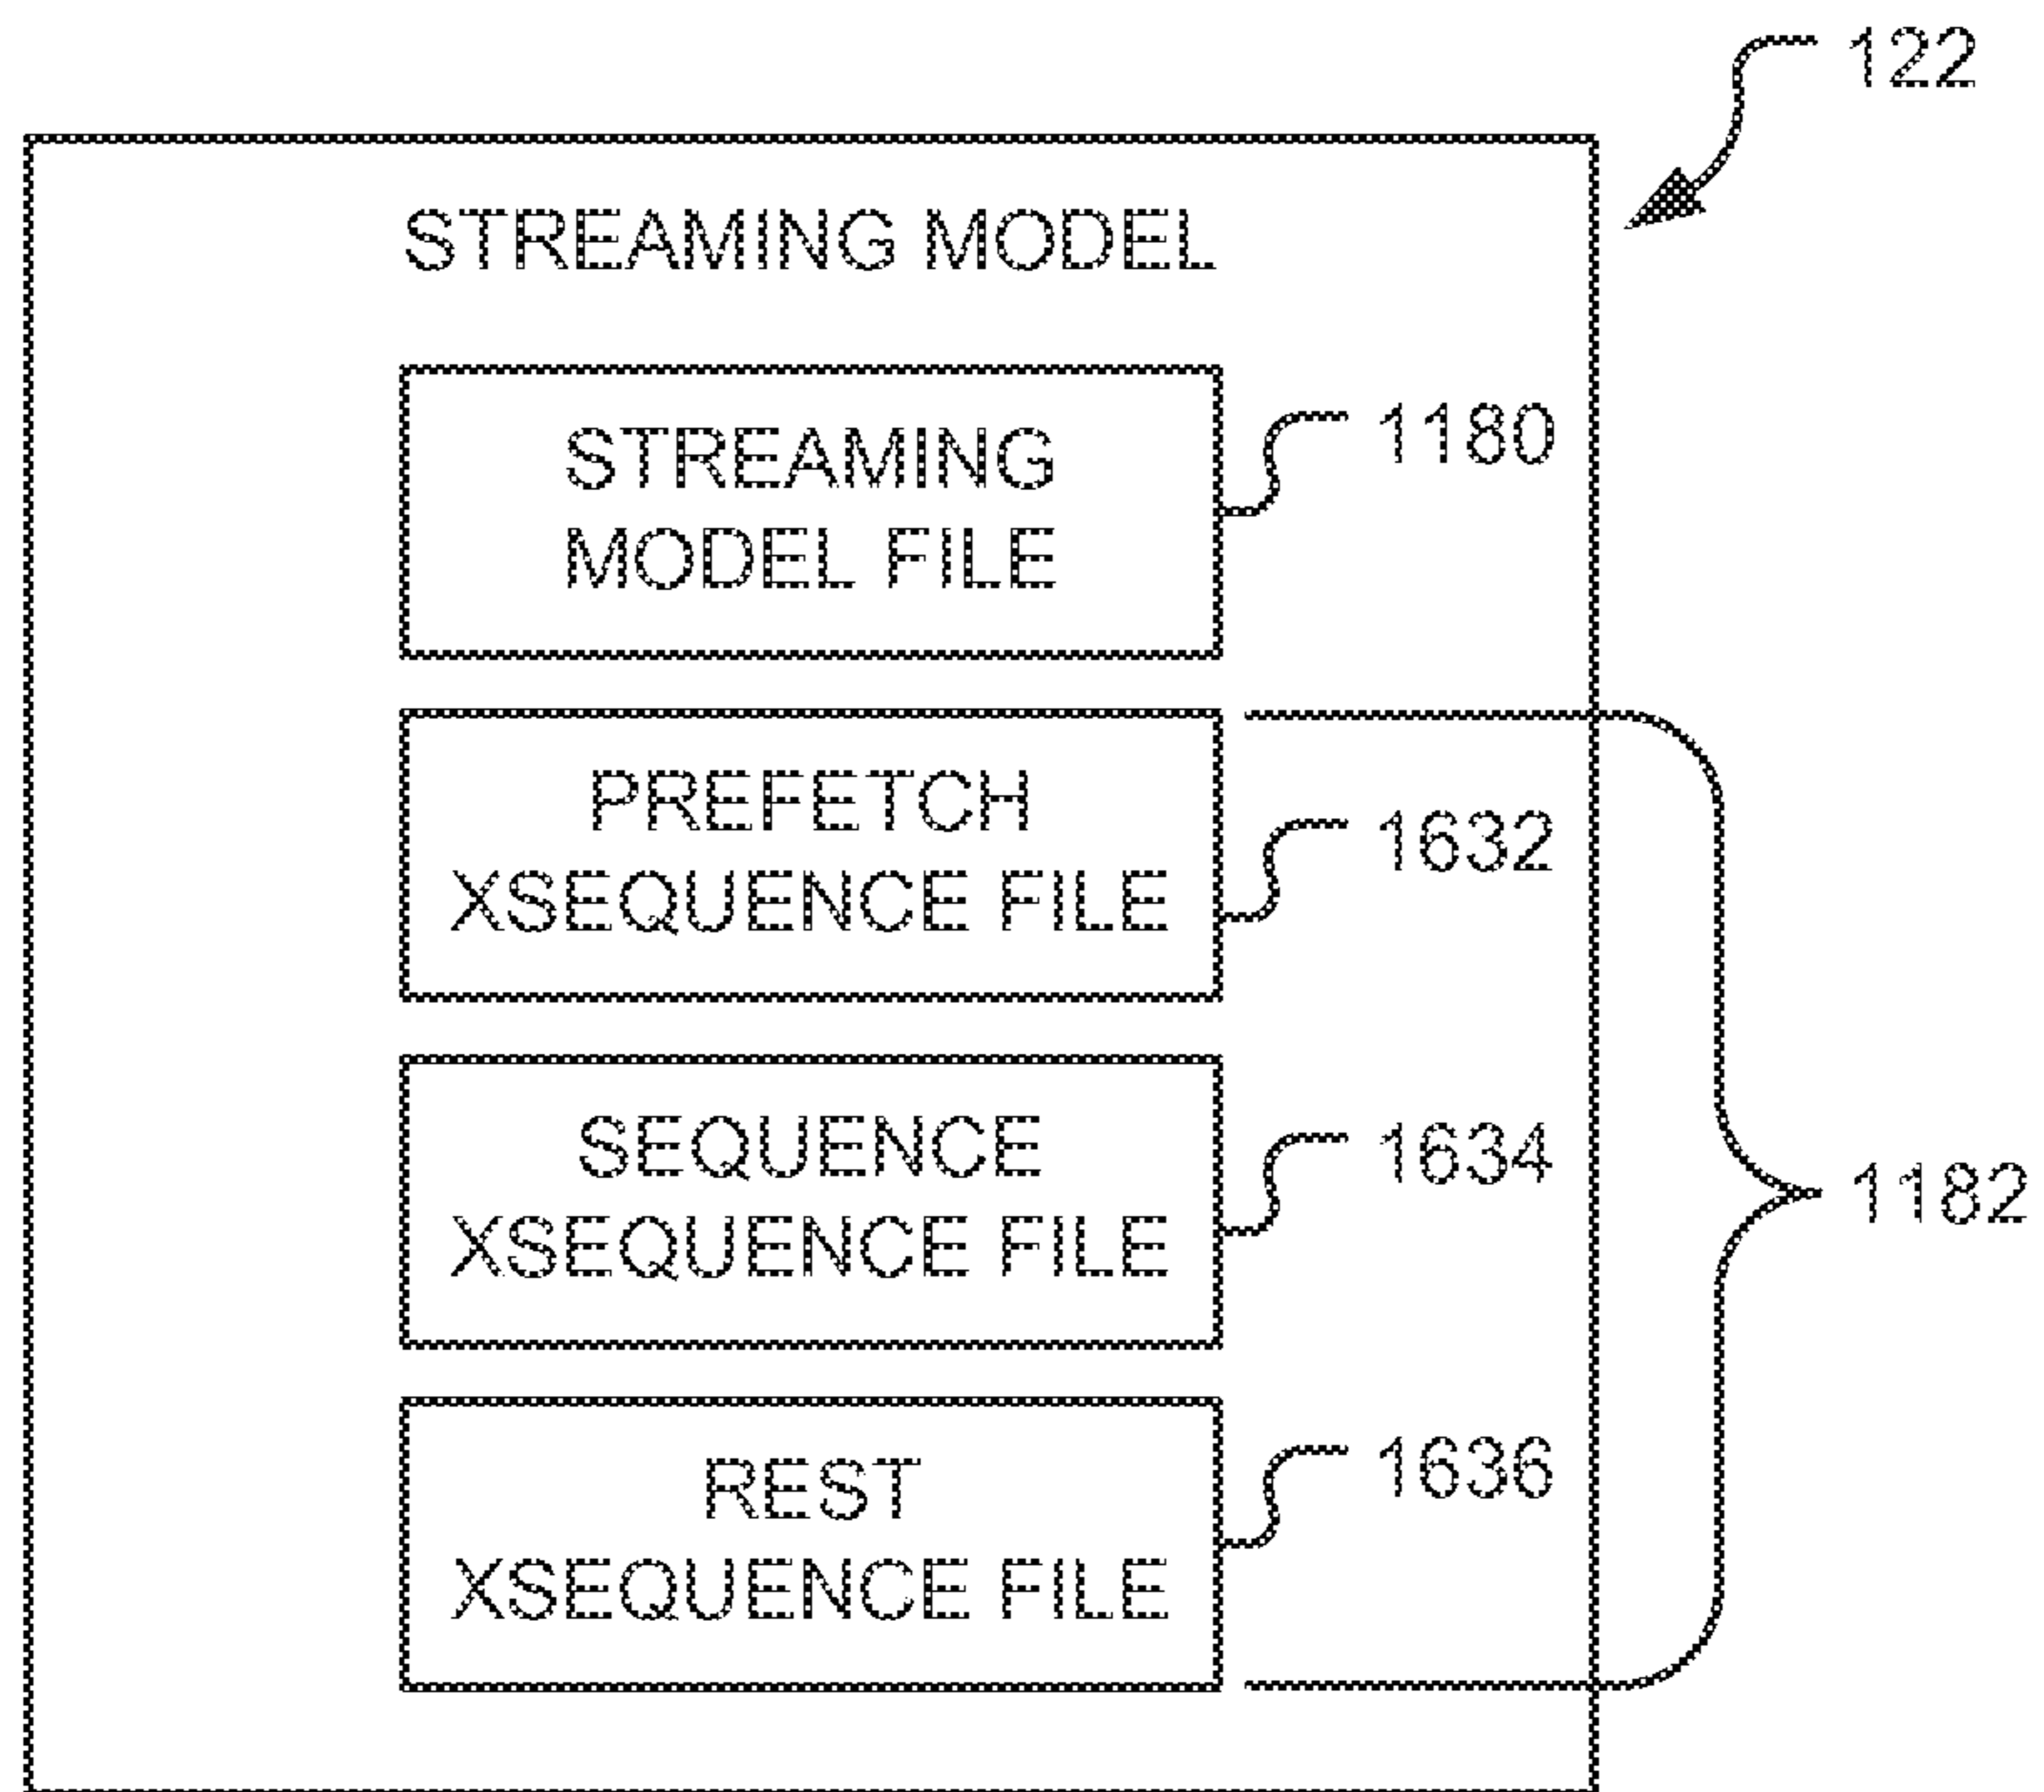 122
STREAMING MODEL
STREAMING
MODEL FILE
1180
PREFETCH
XSEQUENCE FILE
1632
SEQUENCE
XSEQUENCE FILE
1634
1182
REST
XSEQUENCE FILE
1636